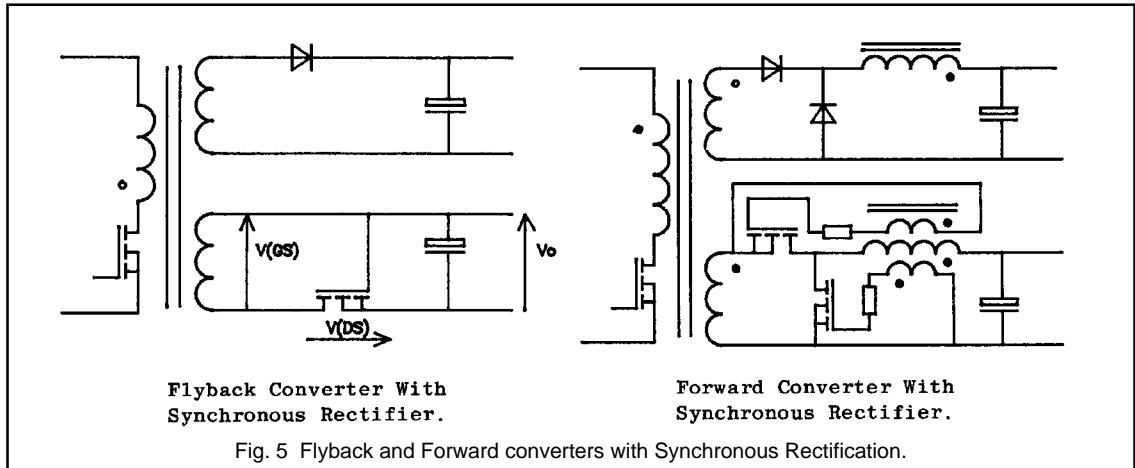 V(GS)
Vo
V(DS)
Flyback Converter With
Synchronous Rectifier.
Forward Converter With
Synchronous Rectifier.
Fig. 5 Flyback and Forward converters with Synchronous Rectification.